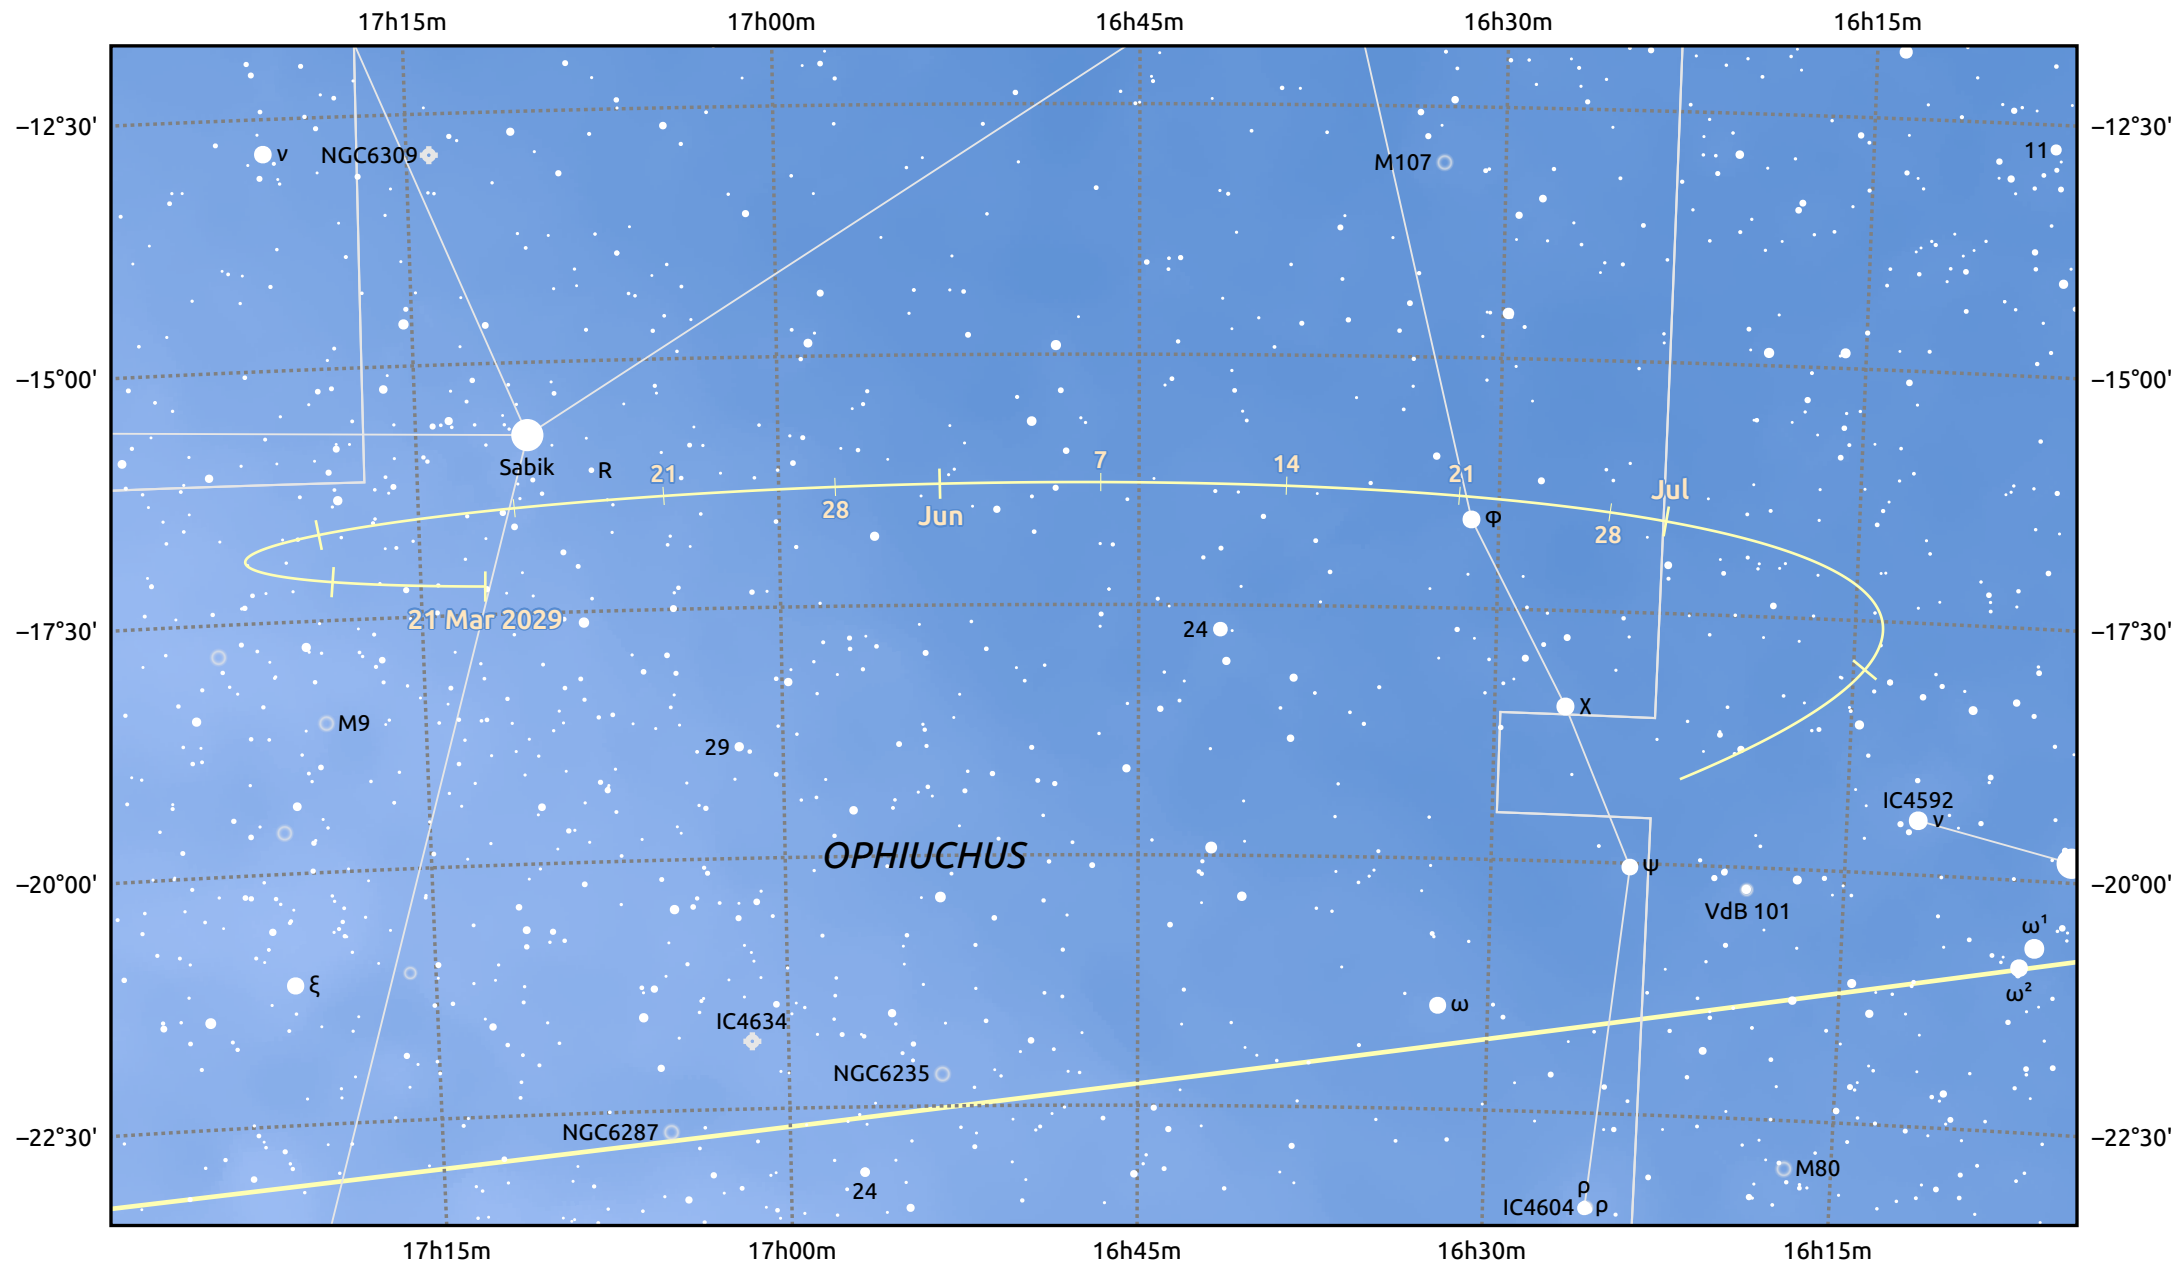 17h15m 17h00m 16h45m 16h30m 16h15m
−12°30' −12°30'
ν NGC6309 M107 11
−15°00' −15°00'
Sabik R 21 28 Jun 7 14 21 28 Jul
φ
21 Mar 2029
−17°30' 24 −17°30'
χ
M9 29
IC4592
ν
OPHIUCHUS
ψ
−20°00' −20°00'
VdB 101
ω¹
ω²
ξ ω
IC4634
NGC6235
NGC6287
−22°30' −22°30'
M80
24
ρ
IC4604 ρ
17h15m 17h00m 16h45m 16h30m 16h15m